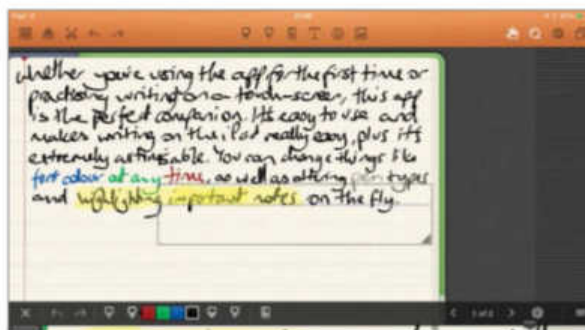 whether you're using the app for the first time or
practising writing on a touch-screen, this app
is the perfect companion. It's easy to use and
makes writing on the iPad really easy, plus it's
extremely customisable. You can change things like
font colour at any time, as well as altering pen types
and highlighting important notes on the fly.